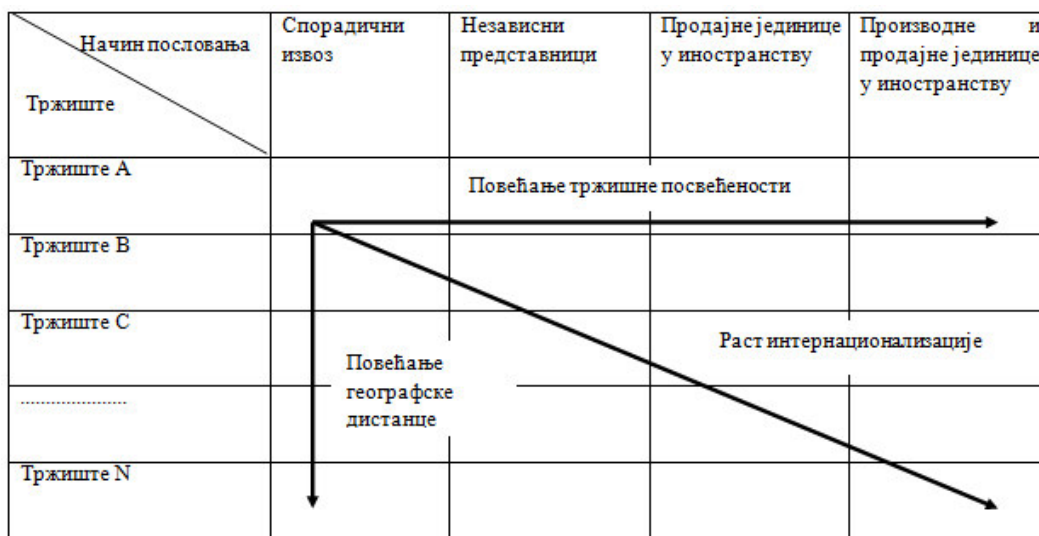 Начин пословања
Тржиште
Спорадични
извоз
Независни
представници
Продајне јединице
у иностранству
Производне и
продајне јединице
у иностранству
Тржиште А
Повећање тржишне посвећености
Тржиште В
Тржиште С
Раст интернационализације
Повећање
географске
дистанце
......................
Тржиште N